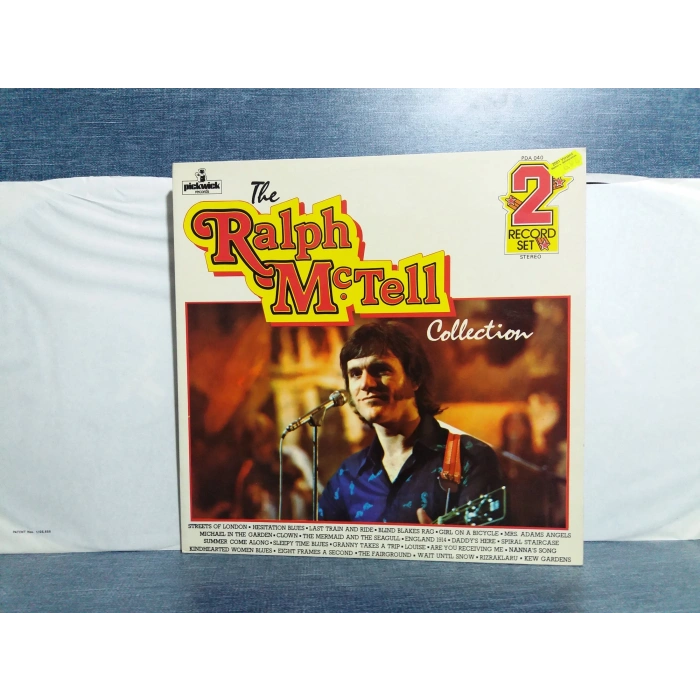 pickwick
records
The
Ralph
McTell
Collection
PDA 040
2
RECORD
SET
STEREO
STREETS OF LONDON • HESITATION BLUES • LAST TRAIN AND RIDE • BLIND BLAKES RAG • GIRL ON A BICYCLE • MRS. ADAMS ANGELS
MICHAEL IN THE GARDEN • CLOWN • THE MERMAID AND THE SEAGULL • ENGLAND 1914 • DADDY'S HERE • SPIRAL STAIRCASE
SUMMER COME ALONG • SLEEPY TIME BLUES • GRANNY TAKES A TRIP • LOUISE • ARE YOU RECEIVING ME • NANNA'S SONG
KINDHEARTED WOMEN BLUES • EIGHT FRAMES A SECOND • THE FAIRGROUND • WAIT UNTIL SNOW • RIZRAKLARU • KEW GARDENS